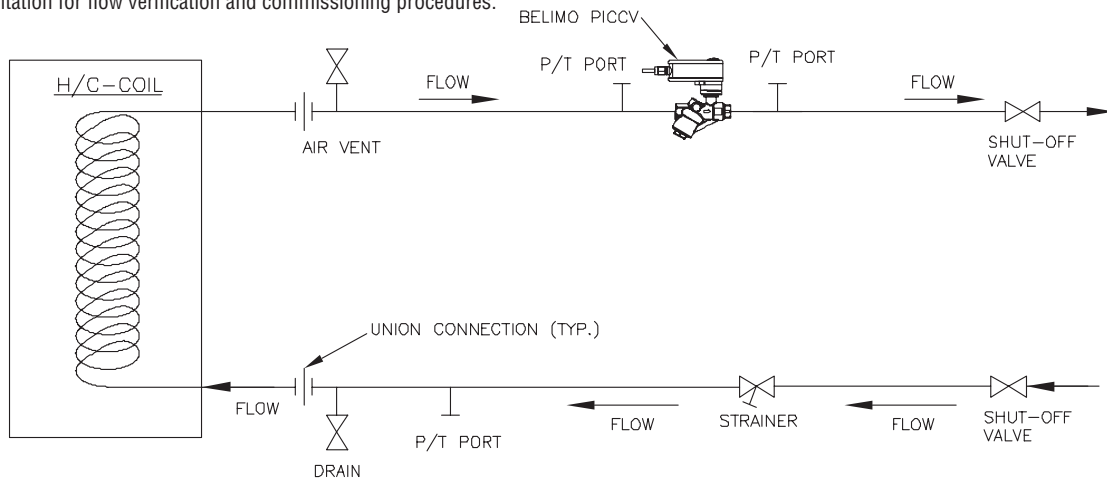 tation for flow verification and commissioning procedures.
BELIMO PICCV
H/C-COIL
FLOW
P/T PORT
P/T PORT
FLOW
AIR VENT
SHUT-OFF
VALVE
UNION CONNECTION (TYP.)
FLOW
P/T PORT
FLOW
STRAINER
FLOW
SHUT-OFF
VALVE
DRAIN